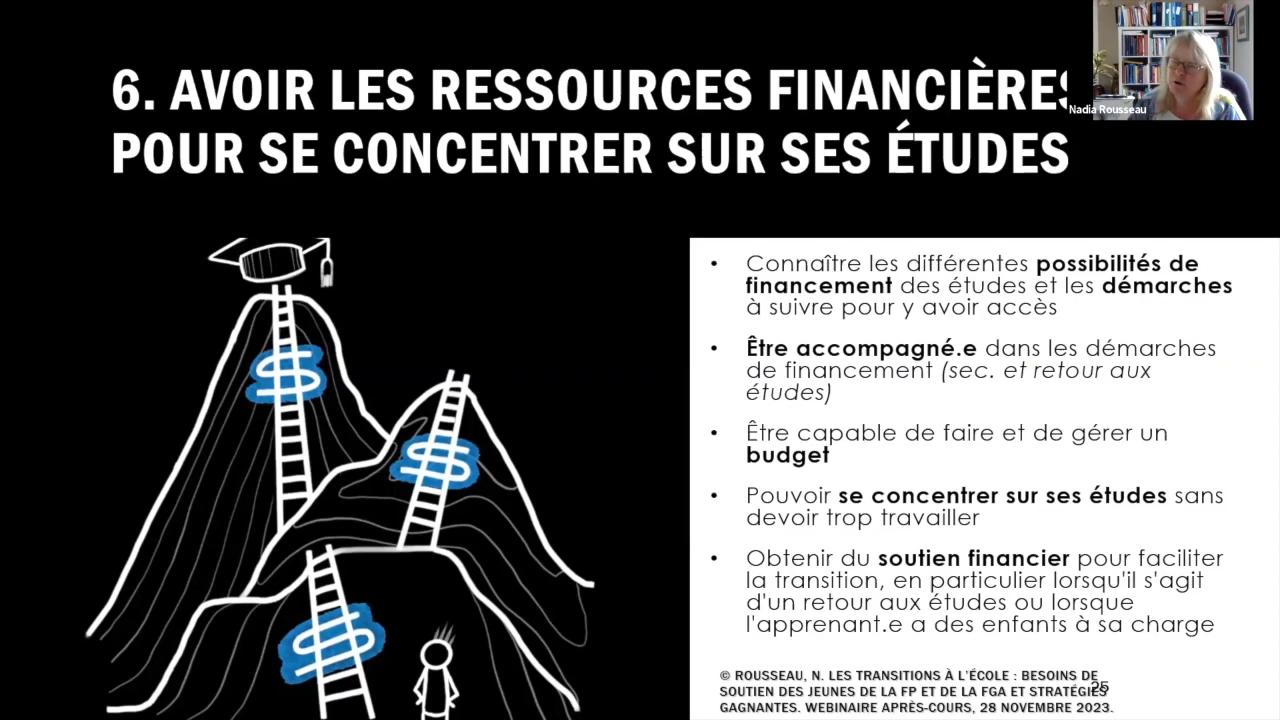 6. AVOIR LES RESSOURCES FINANCIÈRES
POUR SE CONCENTRER SUR SES ÉTUDES
Nadia Rousseau
• Connaître les différentes possibilités de
financement des études et les démarches
à suivre pour y avoir accès
• Être accompagné.e dans les démarches
de financement (sec. et retour aux
études)
• Être capable de faire et de gérer un
budget
• Pouvoir se concentrer sur ses études sans
devoir trop travailler
• Obtenir du soutien financier pour faciliter
la transition, en particulier lorsqu'il s'agit
d'un retour aux études ou lorsque
l'apprenant.e a des enfants à sa charge
$
$
$
© ROUSSEAU, N. LES TRANSITIONS À L'ÉCOLE : BESOINS DE
SOUTIEN DES JEUNES DE LA FP ET DE LA FGA ET STRATÉGIES
GAGNANTES. WEBINAIRE APRÈS-COURS, 28 NOVEMBRE 2023.
25